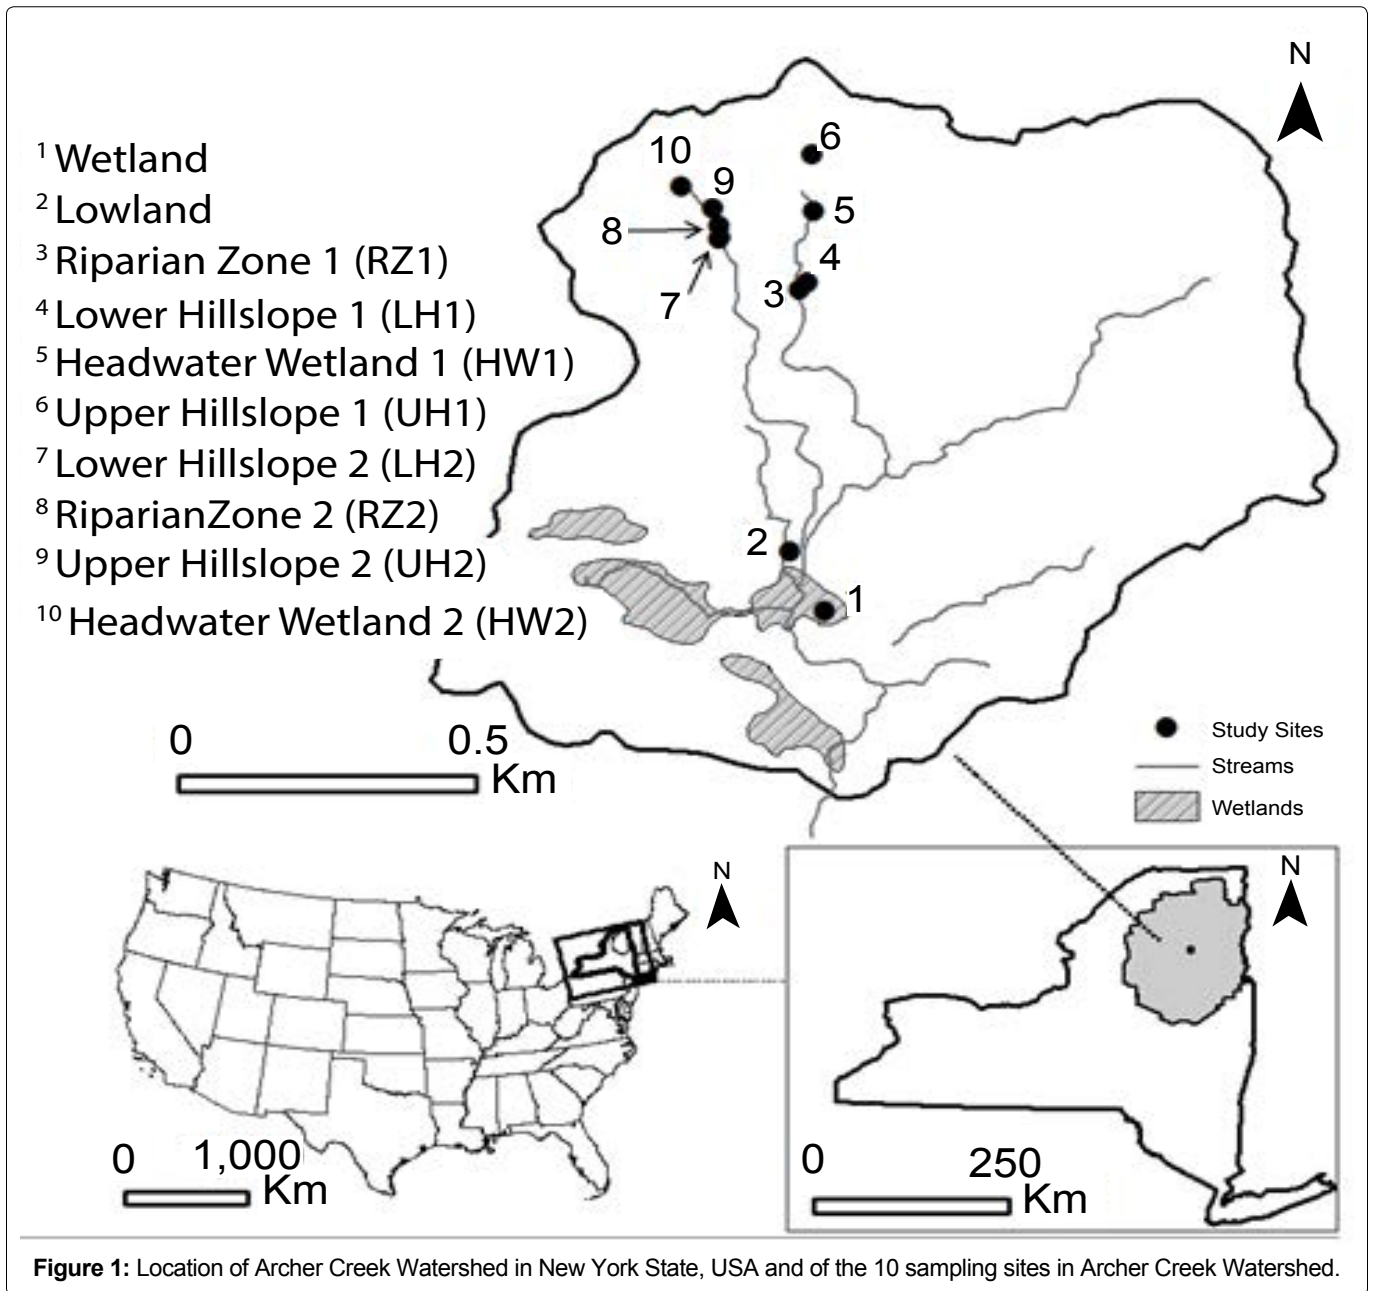 N
1 Wetland
2 Lowland
3 Riparian Zone 1 (RZ1)
4 Lower Hillslope 1 (LH1)
5 Headwater Wetland 1 (HW1)
6 Upper Hillslope 1 (UH1)
7 Lower Hillslope 2 (LH2)
8 RiparianZone 2 (RZ2)
9 Upper Hillslope 2 (UH2)
10 Headwater Wetland 2 (HW2)
6
10
9
5
8
4
7
3
2
1
0 0.5
Km
Study Sites
Streams
Wetlands
N
0 1,000
Km
N
0 250
Km
Figure 1: Location of Archer Creek Watershed in New York State, USA and of the 10 sampling sites in Archer Creek Watershed.